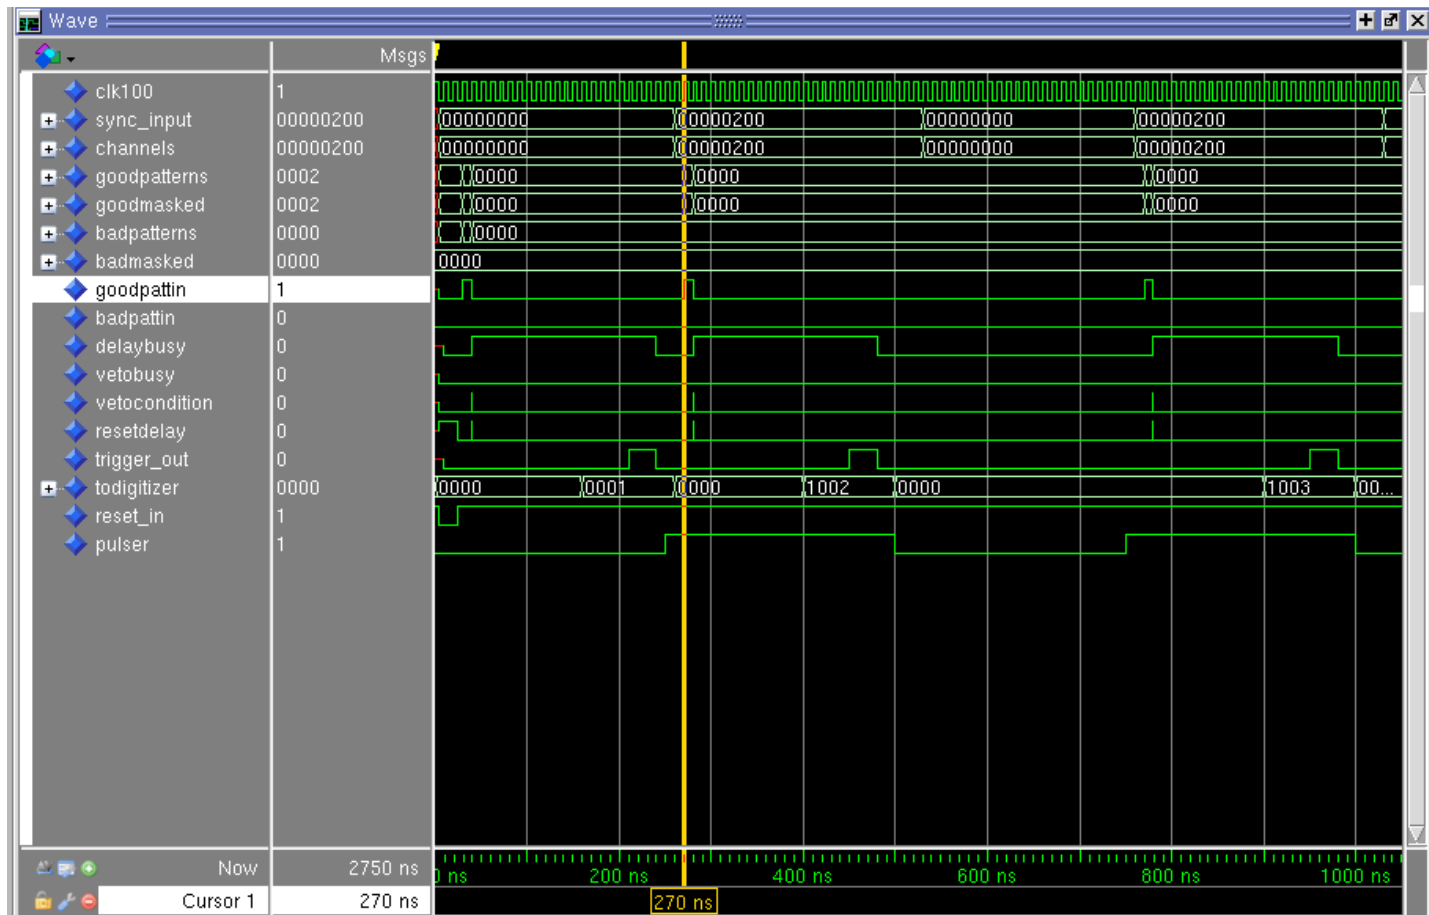 Wave
Msgs
clk100 1
sync_input 00000200 00000000 0000200 00000000 00000200
channels 00000200 00000000 0000200 00000000 00000200
goodpatterns 0002 0000 0000 0000
goodmasked 0002 0000 0000 0000
badpatterns 0000 0000
badmasked 0000 0000
goodpattin 1
badpattin 0
delaybusy 0
vetobusy 0
vetocondition 0
resetdelay 0
trigger_out 0
todigitizer 0000 0000 0001 0000 1002 0000 1003 00...
reset_in 1
pulser 1
Now 2750 ns ns 200 ns 400 ns 600 ns 800 ns 1000 ns
Cursor 1 270 ns 270 ns